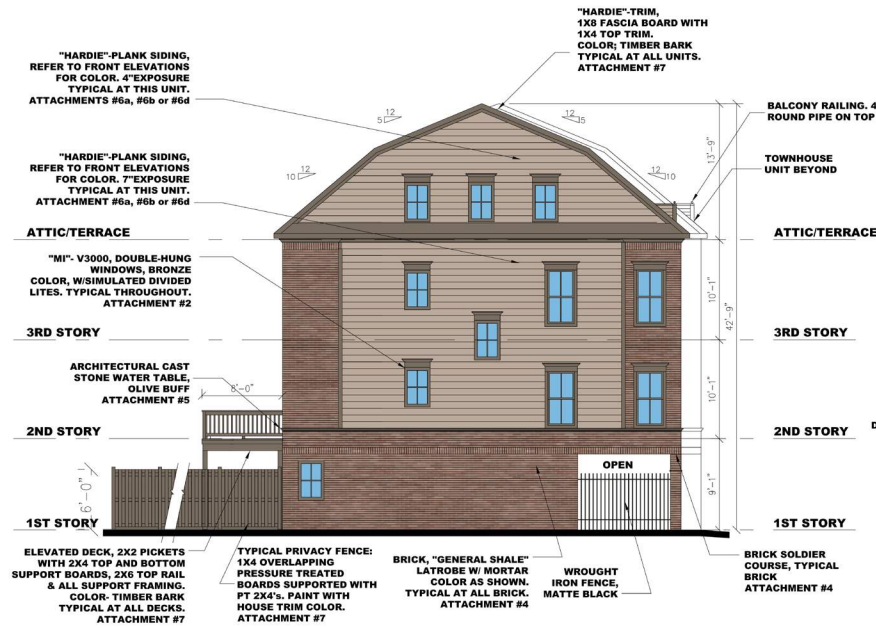 "HARDIE"-TRIM,
1X8 FASCIA BOARD WITH
1X4 TOP TRIM.
COLOR; TIMBER BARK
TYPICAL AT ALL UNITS.
ATTACHMENT #7
"HARDIE"-PLANK SIDING,
REFER TO FRONT ELEVATIONS
FOR COLOR. 4"EXPOSURE
TYPICAL AT THIS UNIT.
ATTACHMENTS #6a, #6b or #6d
12
5
12
5
BALCONY RAILING. 4
ROUND PIPE ON TOP
13'-9"
"HARDIE"-PLANK SIDING,
REFER TO FRONT ELEVATIONS
FOR COLOR. 7"EXPOSURE
TYPICAL AT THIS UNIT.
ATTACHMENT #6a, #6b or #6d
12
10
12
10
TOWNHOUSE
UNIT BEYOND
ATTIC/TERRACE
ATTIC/TERRACE
"MI"- V3000, DOUBLE-HUNG
WINDOWS, BRONZE
COLOR, W/SIMULATED DIVIDED
LITES. TYPICAL THROUGHOUT.
ATTACHMENT #2
10'-1"
42'-9"
3RD STORY
3RD STORY
ARCHITECTURAL CAST
STONE WATER TABLE,
OLIVE BUFF
ATTACHMENT #5
8'-0"
10'-1"
2ND STORY
2ND STORY
D
OPEN
6'-0"
9'-1"
1ST STORY
1ST STORY
ELEVATED DECK, 2X2 PICKETS
WITH 2X4 TOP AND BOTTOM
SUPPORT BOARDS, 2X6 TOP RAIL
& ALL SUPPORT FRAMING.
COLOR- TIMBER BARK
TYPICAL AT ALL DECKS.
ATTACHMENT #7
TYPICAL PRIVACY FENCE:
1X4 OVERLAPPING
PRESSURE TREATED
BOARDS SUPPORTED WITH
PT 2X4's. PAINT WITH
HOUSE TRIM COLOR.
ATTACHMENT #7
BRICK, "GENERAL SHALE"
LATROBE W/ MORTAR
COLOR AS SHOWN.
TYPICAL AT ALL BRICK.
ATTACHMENT #4
WROUGHT
IRON FENCE,
MATTE BLACK
BRICK SOLDIER
COURSE, TYPICAL
BRICK
ATTACHMENT #4